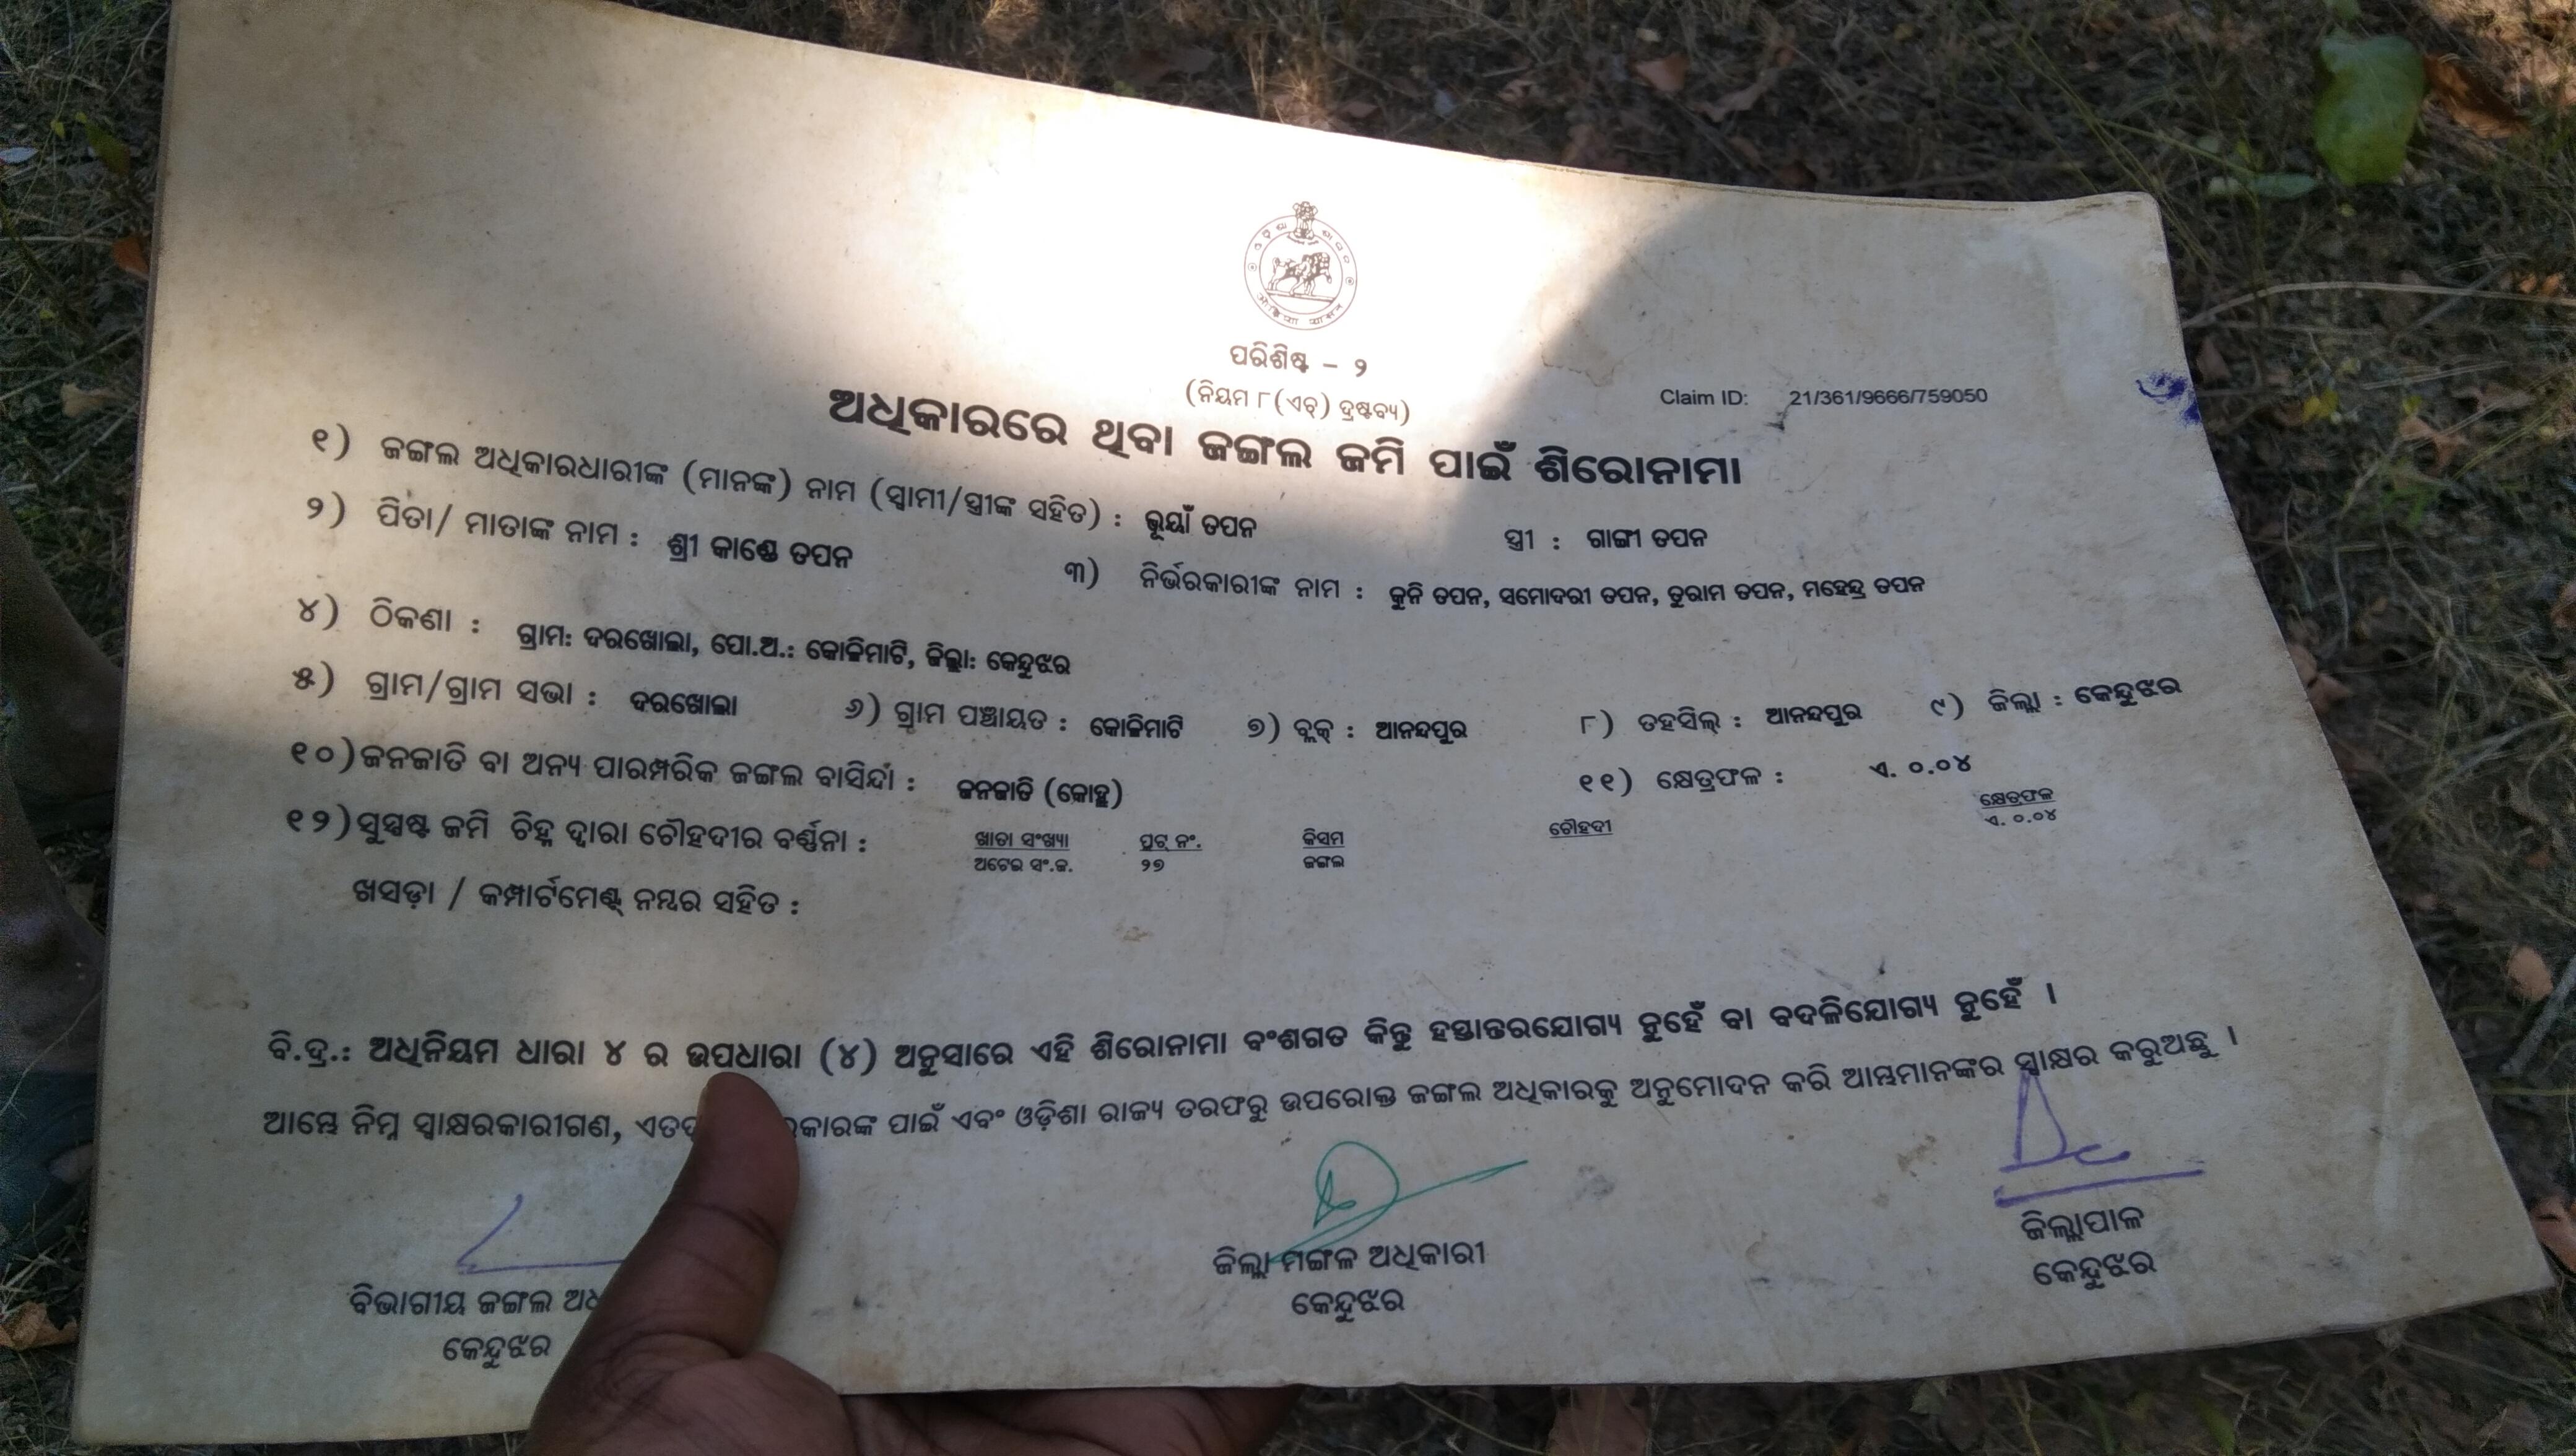 ପରିଶିଷ୍ଟ – ୨
(ନିୟମ ୮(ଏଚ୍) ଦ୍ରଷ୍ଟବ୍ୟ)
Claim ID: 21/361/9666/759050
ଅଧିକାରରେ ଥିବା ଜଙ୍ଗଲ ଜମି ପାଇଁ ଶିରୋନାମା
୧) ଜଙ୍ଗଲ ଅଧିକାରଧାରୀଙ୍କ (ମାନଙ୍କ) ନାମ (ସ୍ୱାମୀ/ସ୍ତ୍ରୀଙ୍କ ସହିତ) : ଭୂୟାଁ ତପନ ସ୍ତ୍ରୀ : ଗାଙ୍ଗୀ ତପନ
୨) ପିତା/ ମାତାଙ୍କ ନାମ : ଶ୍ରୀ କାଣ୍ଡେ ତପନ ୩) ନିର୍ଭରକାରୀଙ୍କ ନାମ : କୁନି ତପନ, ସମୋଦରୀ ତପନ, ତୁରାମ ତପନ, ମହେନ୍ଦ୍ର ତପନ
୪) ଠିକଣା : ଗ୍ରାମ: ଦରଖୋଲା, ପୋ.ଅ.: କୋଳିମାଟି, ଜିଲ୍ଲା: କେନ୍ଦୁଝର
୫) ଗ୍ରାମ/ଗ୍ରାମ ସଭା : ଦରଖୋଲା ୬) ଗ୍ରାମ ପଞ୍ଚାୟତ : କୋଳିମାଟି ୭) ବ୍ଲକ୍ : ଆନନ୍ଦପୁର ୮) ତହସିଲ୍ : ଆନନ୍ଦପୁର ୯) ଜିଲ୍ଲା : କେନ୍ଦୁଝର
୧୦) ଜନଜାତି ବା ଅନ୍ୟ ପାରମ୍ପରିକ ଜଙ୍ଗଲ ବାସିନ୍ଦା : ଜନଜାତି (କୋହ୍ଲ) ୧୧) କ୍ଷେତ୍ରଫଳ : ଏ. ୦.୦୪
୧୨) ସୁସ୍ପଷ୍ଟ ଜମି ଚିହ୍ନ ଦ୍ୱାରା ଚୌହଦୀର ବର୍ଣ୍ଣନା : ଖାତା ସଂଖ୍ୟା ପ୍ଲଟ୍ ନଂ. କିସମ ଚୌହଦୀ କ୍ଷେତ୍ରଫଳ
ଅଟେଇ ସଂ.ଜ. ୨୭ ଜଙ୍ଗଲ ଏ. ୦.୦୪
ଖସଡ଼ା / କମ୍ପାର୍ଟମେଣ୍ଟ୍ ନମ୍ବର ସହିତ :
ବି.ଦ୍ର.: ଅଧିନିୟମ ଧାରା ୪ ର ଉପଧାରା (୪) ଅନୁସାରେ ଏହି ଶିରୋନାମା ବଂଶଗତ କିନ୍ତୁ ହସ୍ତାନ୍ତରଯୋଗ୍ୟ ନୁହେଁ ବା ବଦଳିଯୋଗ୍ୟ ନୁହେଁ ।
ଆମ୍ଭେ ନିମ୍ନ ସ୍ୱାକ୍ଷରକାରୀଗଣ, ପାଇଁ ଏବଂ ଓଡ଼ିଶା ରାଜ୍ୟ ତରଫରୁ ଉପରୋକ୍ତ ଜଙ୍ଗଲ ଅଧିକାରକୁ ଅନୁମୋଦନ କରି ଆମ୍ଭମାନଙ୍କର ସ୍ୱାକ୍ଷର କରୁଅଛୁ ।
ବିଭାଗୀୟ ଜଙ୍ଗଲ
କେନ୍ଦୁଝର
ଜିଲ୍ଲା ମଙ୍ଗଳ ଅଧିକାରୀ
କେନ୍ଦୁଝର
ଜିଲ୍ଲାପାଳ
କେନ୍ଦୁଝର